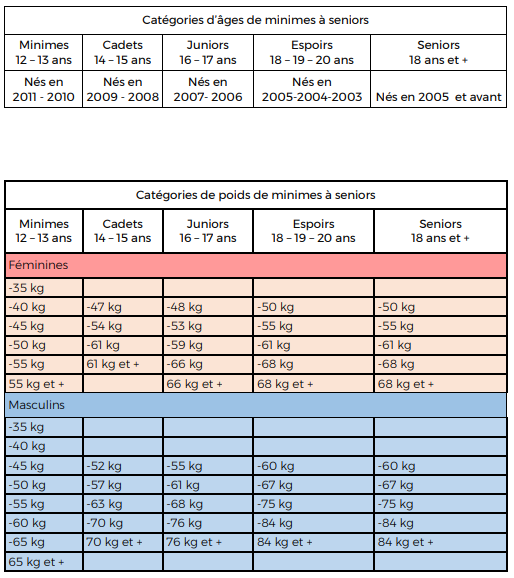 Catégories d'âges de minimes à seniors
Minimes Cadets Juniors Espoirs Seniors
12 – 13 ans 14 – 15 ans 16 – 17 ans 18 – 19 – 20 ans 18 ans et +
Nés en Nés en Nés en Nés en
2011 - 2010 2009 - 2008 2007- 2006 2005-2004-2003 Nés en 2005 et avant
Catégories de poids de minimes à seniors
Minimes Cadets Juniors Espoirs Seniors
12 – 13 ans 14 – 15 ans 16 – 17 ans 18 – 19 – 20 ans 18 ans et +
Féminines
-35 kg
-40 kg -47 kg -48 kg -50 kg -50 kg
-45 kg -54 kg -53 kg -55 kg -55 kg
-50 kg -61 kg -59 kg -61 kg -61 kg
-55 kg 61 kg et + -66 kg -68 kg -68 kg
55 kg et + 66 kg et + 68 kg et + 68 kg et +
Masculins
-35 kg
-40 kg
-45 kg -52 kg -55 kg -60 kg -60 kg
-50 kg -57 kg -61 kg -67 kg -67 kg
-55 kg -63 kg -68 kg -75 kg -75 kg
-60 kg -70 kg -76 kg -84 kg -84 kg
-65 kg 70 kg et + 76 kg et + 84 kg et + 84 kg et +
65 kg et +